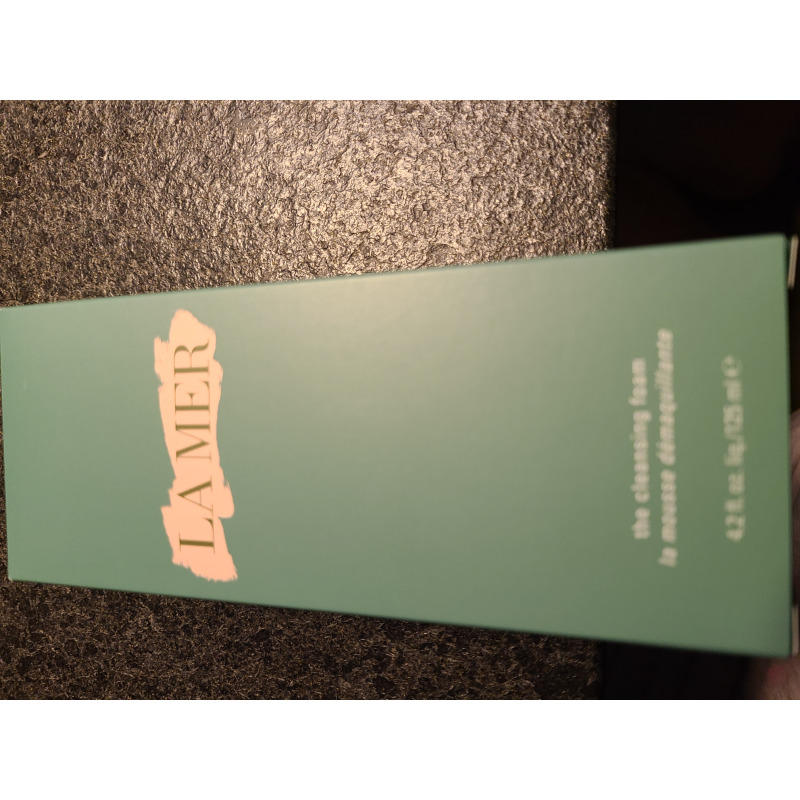 LA MER
the cleansing foam
la mousse démaquillante
4.2 fl. oz. liq./125 ml ℮